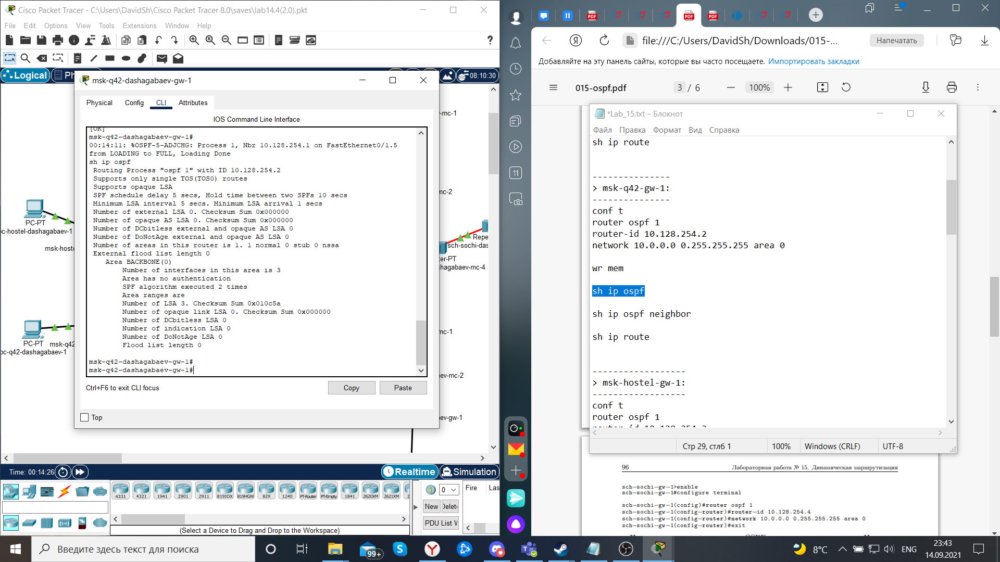 Cisco Packet Tracer - C:\Users\DavidSh\Cisco Packet Tracer 8.0\saves\lab14.4(2.0).pkt
File Edit Options View Tools Extensions Window Help
Logical
08:10:30
msk-q42-dashagabaev-gw-1
Physical Config CLI Attributes
IOS Command Line Interface
[OK]
msk-q42-dashagabaev-gw-1#
00:14:11: %OSPF-5-ADJCHG: Process 1, Nbr 10.128.254.1 on FastEthernet0/1.5
from LOADING to FULL, Loading Done
sh ip ospf
Routing Process "ospf 1" with ID 10.128.254.2
Supports only single TOS(TOS0) routes
Supports opaque LSA
SPF schedule delay 5 secs, Hold time between two SPFs 10 secs
Minimum LSA interval 5 secs. Minimum LSA arrival 1 secs
Number of external LSA 0. Checksum Sum 0x000000
Number of opaque AS LSA 0. Checksum Sum 0x000000
Number of DCbitless external and opaque AS LSA 0
Number of DoNotAge external and opaque AS LSA 0
Number of areas in this router is 1. 1 normal 0 stub 0 nssa
External flood list length 0
Area BACKBONE(0)
Number of interfaces in this area is 3
Area has no authentication
SPF algorithm executed 2 times
Area ranges are
Number of LSA 3. Checksum Sum 0x010c5a
Number of opaque link LSA 0. Checksum Sum 0x000000
Number of DCbitless LSA 0
Number of indication LSA 0
Number of DoNotAge LSA 0
Flood list length 0
msk-q42-dashagabaev-gw-1#
msk-q42-dashagabaev-gw-1#
Ctrl+F6 to exit CLI focus
Copy Paste
Top
PC-PT
pc-hostel-dashagabaev-1
msk-hoste
PC-PT msk-q42
pc-q42-dashagabaev-1
-mc-1
mc-2
Repe
sch-sochi-das
ter-PT
hagabaev-mc-4
mc-1
ev-mc-2
ev-gw-1
Time: 00:14:26
Realtime Simulation
4331 4321 1941 2901 2911 819IOX 819HGW 829 1240 PT-Router PT-Empty 1841 2620XM 2621XM
(Select a Device to Drag and Drop to the Workspace)
0
New
PDU List W
Fire Las
11
file:///C:/Users/DavidSh/Downloads/015-...
Напечатать
Добавляйте на эту панель сайты, которые вы часто посещаете. Импортировать закладки
015-ospf.pdf
3 / 6
100%
*Lab_15.txt – Блокнот
Файл Правка Формат Вид Справка
sh ip route
---------------
> msk-q42-gw-1:
---------------
conf t
router ospf 1
router-id 10.128.254.2
network 10.0.0.0 0.255.255.255 area 0
wr mem
sh ip ospf
sh ip ospf neighbor
sh ip route
------------------
> msk-hostel-gw-1:
------------------
conf t
router ospf 1
router-id 10.128.254.3
Стр 29, стлб 1
100%
Windows (CRLF)
UTF-8
96 Лабораторная работа № 15. Динамическая маршрутизация
sch-sochi-gw-1>enable
sch-sochi-gw-1#configure terminal
sch-sochi-gw-1(config)#router ospf 1
sch-sochi-gw-1(config-router)#router-id 10.128.254.4
sch-sochi-gw-1(config-router)#network 10.0.0.0 0.255.255.255 area 0
sch-sochi-gw-1(config-router)#exit
Введите здесь текст для поиска
99+
8°C
ENG
23:43
14.09.2021